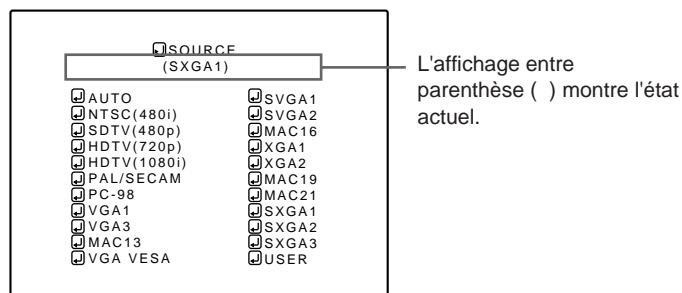 SOURCE
(SXGA1)
AUTO
NTSC(480i)
SDTV(480p)
HDTV(720p)
HDTV(1080i)
PAL/SECAM
PC-98
VGA1
VGA3
MAC13
VGA VESA
SVGA1
SVGA2
MAC16
XGA1
XGA2
MAC19
MAC21
SXGA1
SXGA2
SXGA3
USER
L'affichage entre
parenthèse ( ) montre l'état
actuel.